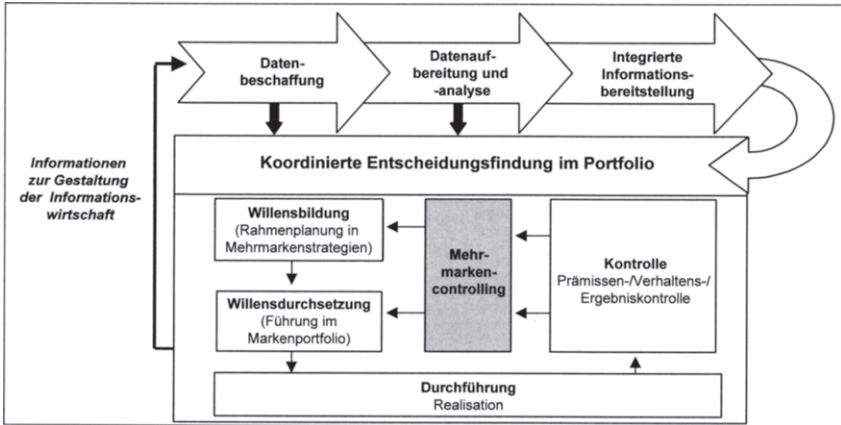 Daten-
beschaffung
Datenauf-
bereitung und
-analyse
Integrierte
Informations-
bereitstellung
Informationen
zur Gestaltung
der Informations-
wirtschaft
Koordinierte Entscheidungsfindung im Portfolio
Willensbildung
(Rahmenplanung in
Mehrmarkenstrategien)
Willensdurchsetzung
(Führung im
Markenportfolio)
Mehr-
marken-
controlling
Kontrolle
Prämissen-/Verhaltens-/
Ergebniskontrolle
Durchführung
Realisation